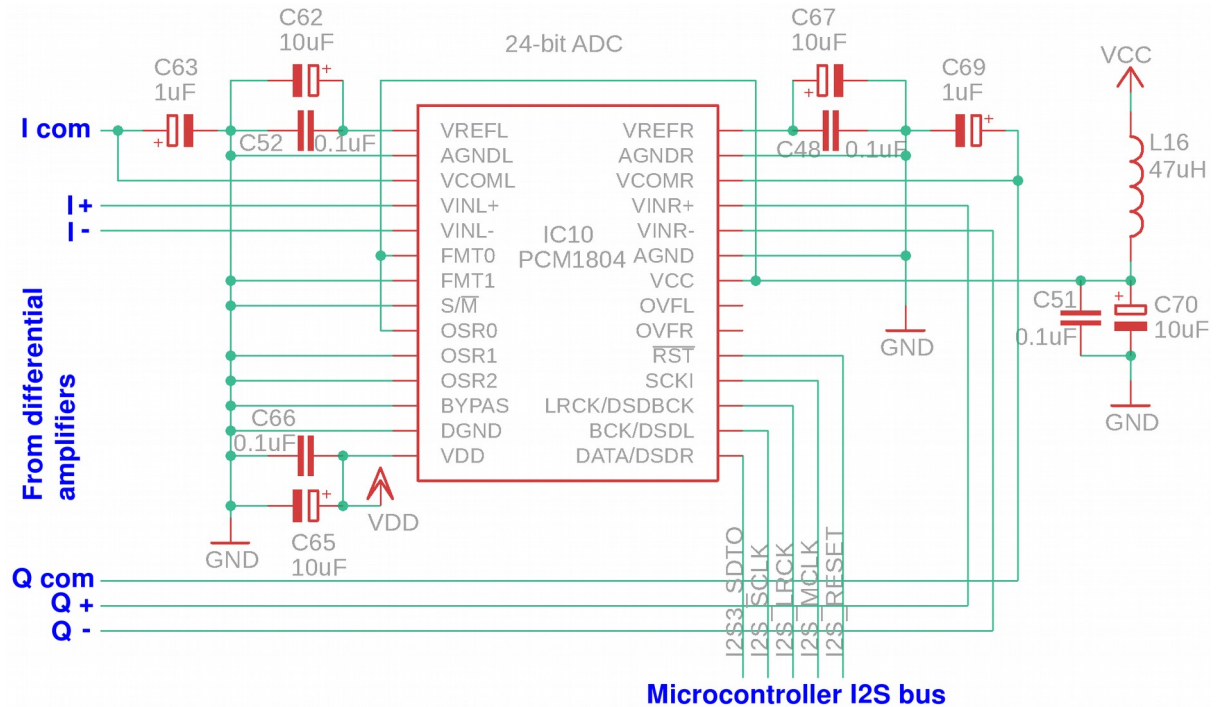 C62
10uF
24-bit ADC
C67
10uF
C63
1uF
C69
1uF
VCC
I com
C52
0.1uF
C48
0.1uF
L16
47uH
I+
I-
VREFL
AGNDL
VCOML
VINL+
VINL-
FMT0
FMT1
S/M
OSR0
OSR1
OSR2
BYPAS
DGND
VDD
IC10
PCM1804
VREFR
AGNDR
VCOMR
VINR+
VINR-
AGND
VCC
OVFL
OVFR
RST
SCKI
LRCK/DSDBCK
BCK/DSDL
DATA/DSDR
C51
0.1uF
C70
10uF
GND
GND
From differential
amplifiers
C66
0.1uF
VDD
GND
C65
10uF
Q com
Q +
Q -
I2S3_SDTO
I2S_SCLK
I2S_LRCK
I2S_MCLK
I2S_RESET
Microcontroller I2S bus